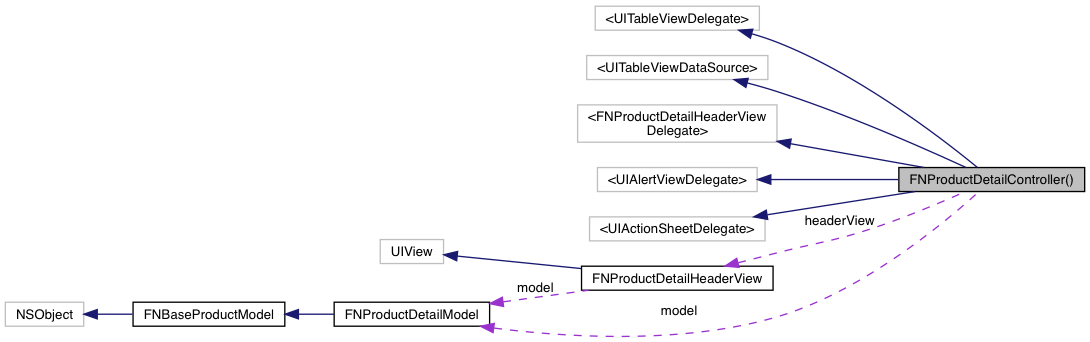 <UITableViewDelegate>
<UITableViewDataSource>
<FNProductDetailHeaderView
Delegate>
<UIAlertViewDelegate>
FNProductDetailController()
<UIActionSheetDelegate>
headerView
UIView
FNProductDetailHeaderView
model
NSObject
FNBaseProductModel
FNProductDetailModel
model